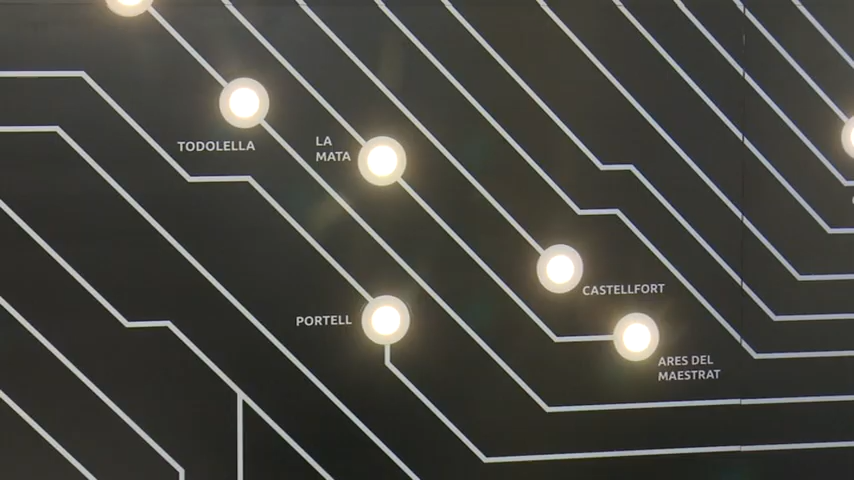 TODOLELLA
LA
MATA
CASTELLFORT
PORTELL
ARES DEL
MAESTRAT